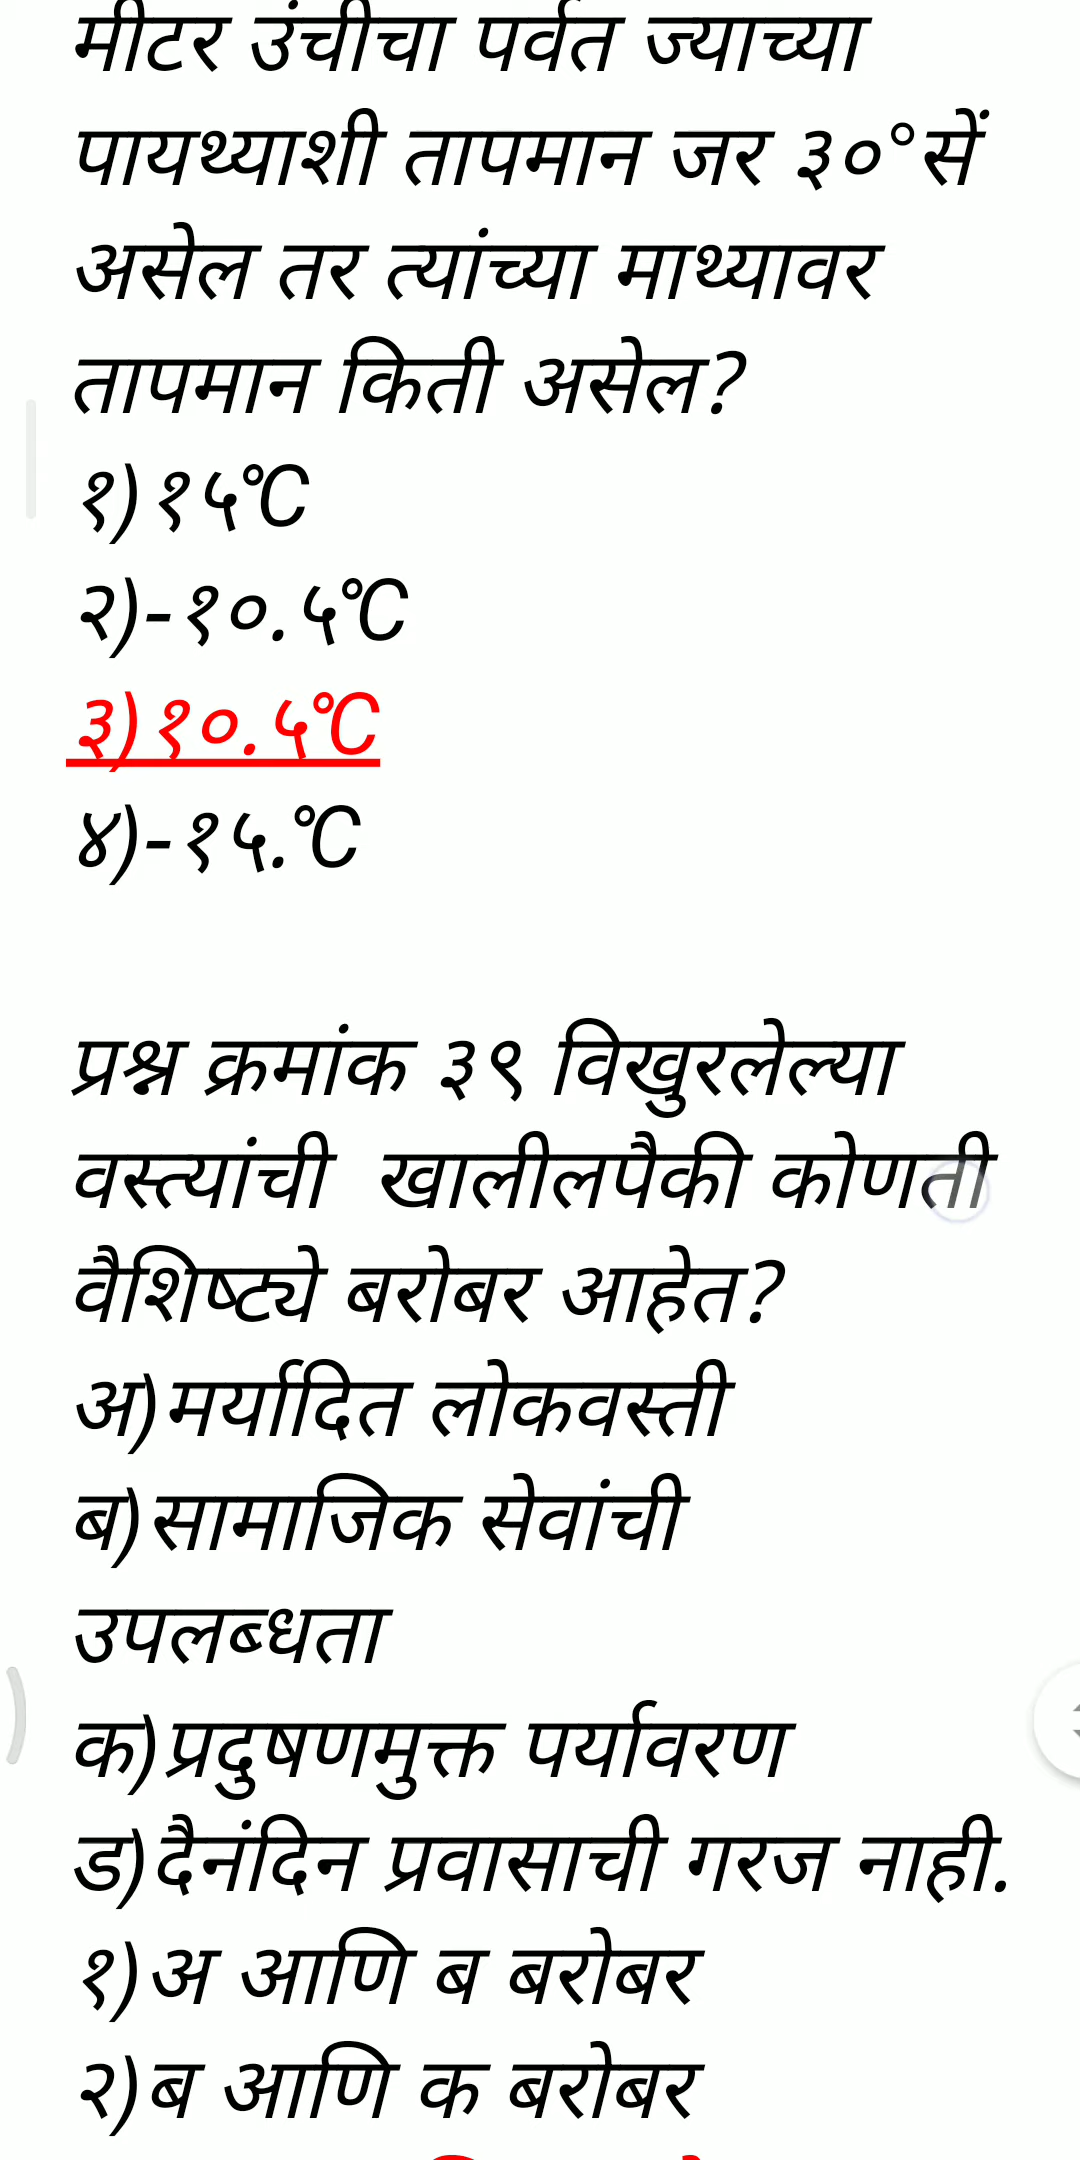 मीटर उंचीचा पर्वत ज्याच्या
पायथ्याशी तापमान जर ३०°सें
असेल तर त्यांच्या माथ्यावर
तापमान किती असेल?
१)१५℃
२)-१०.५℃
३)१०.५℃
४)-१५.℃
प्रश्न क्रमांक ३९ विखुरलेल्या
वस्त्यांची खालीलपैकी कोणती
वैशिष्ट्ये बरोबर आहेत?
अ)मर्यादित लोकवस्ती
ब)सामाजिक सेवांची
उपलब्धता
क)प्रदुषणमुक्त पर्यावरण
ड)दैनंदिन प्रवासाची गरज नाही.
१)अ आणि ब बरोबर
२)ब आणि क बरोबर